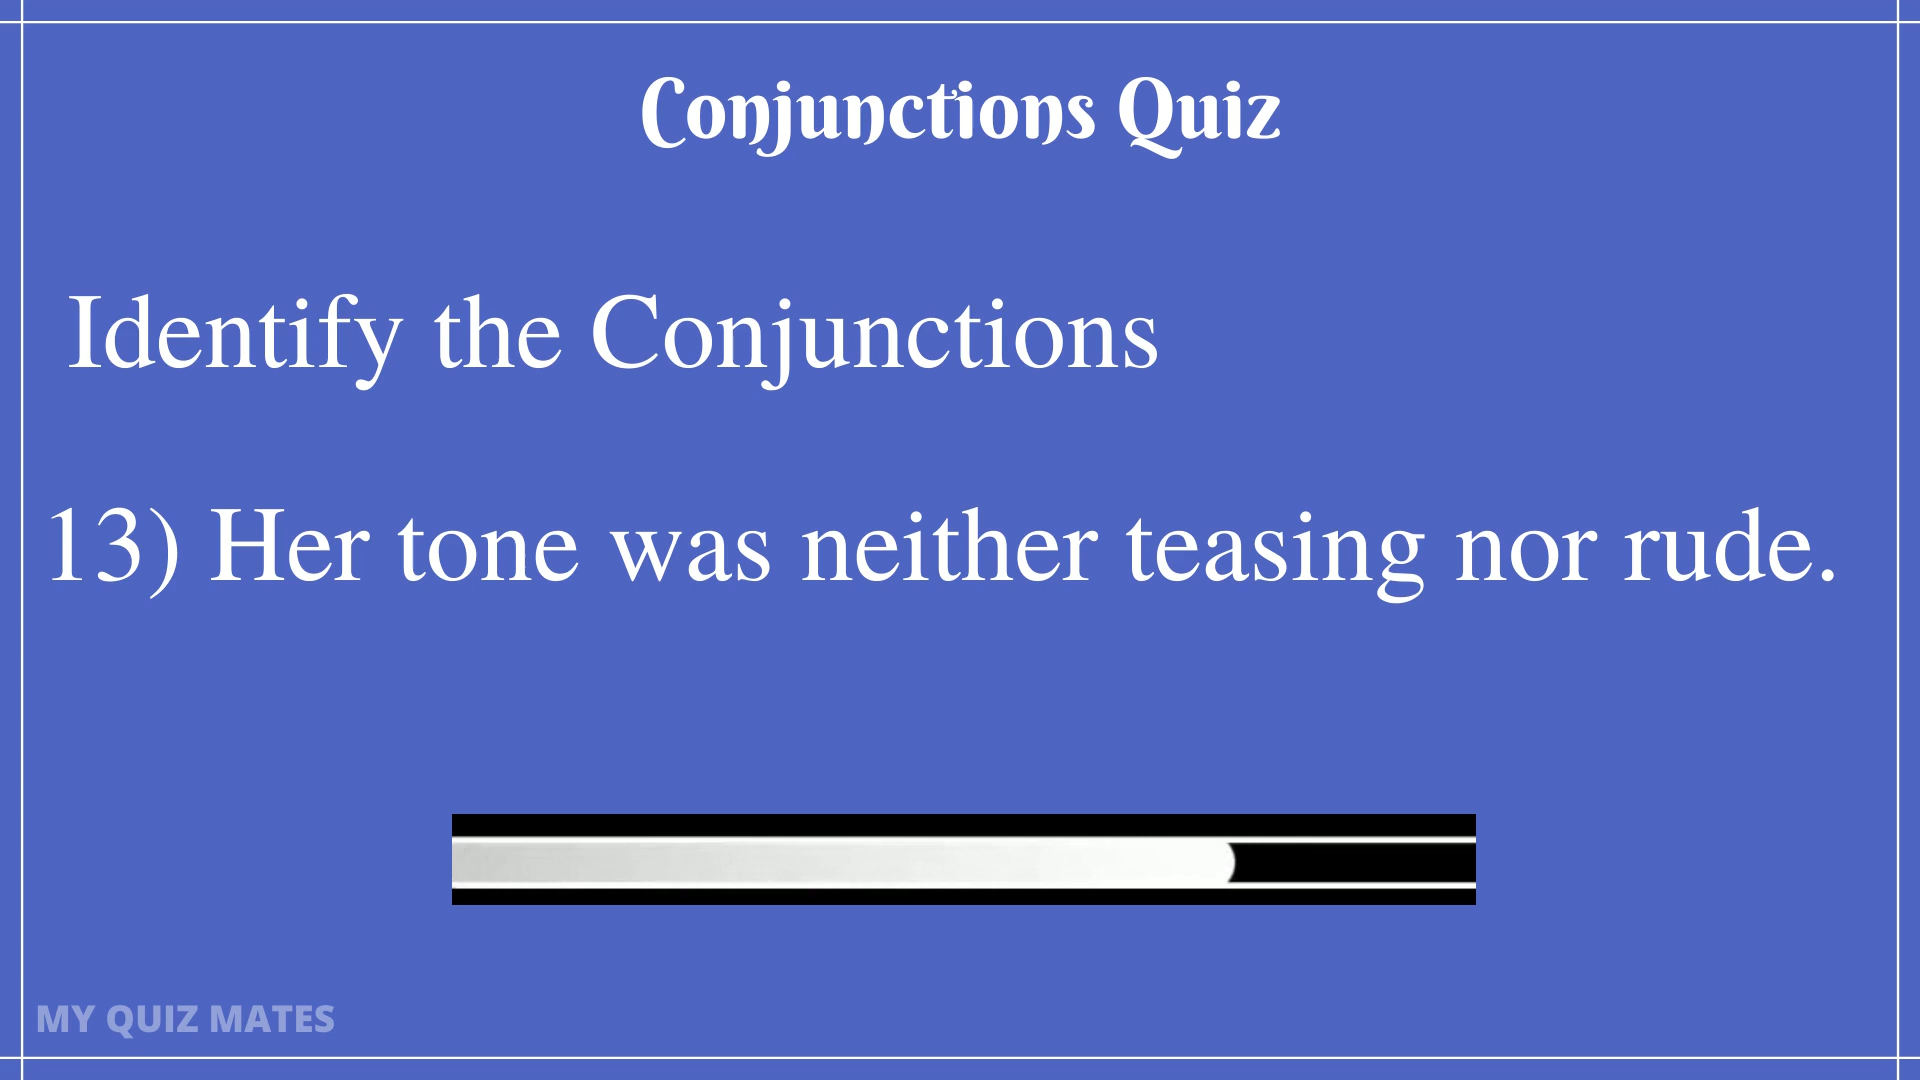 Conjunctions Quiz
Identify the Conjunctions
13) Her tone was neither teasing nor rude.
MY QUIZ MATES